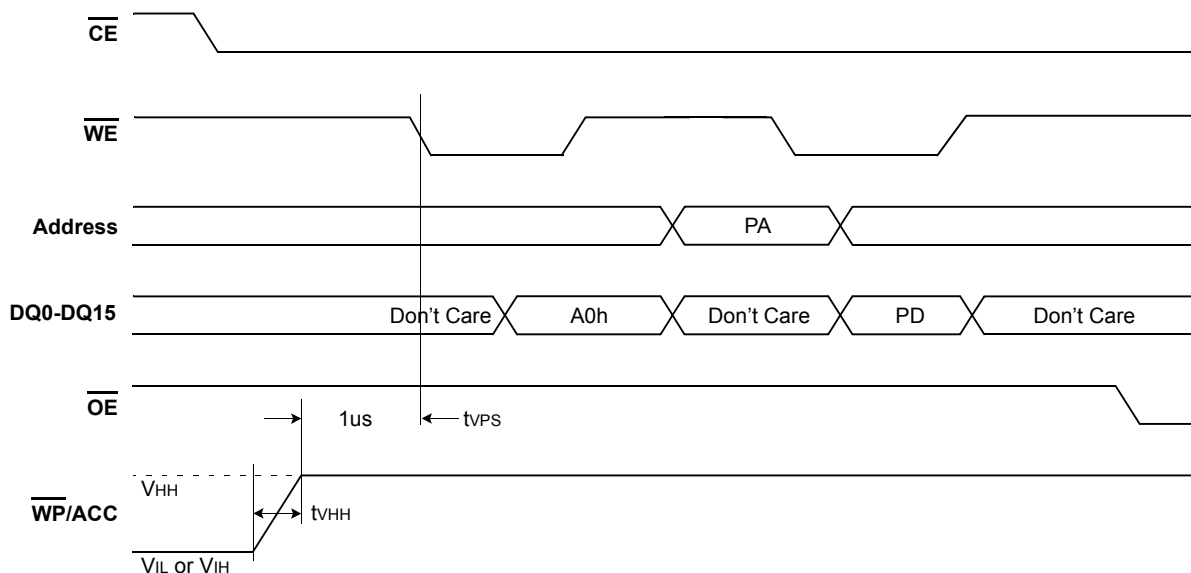 CE
WE
Address PA
DQ0-DQ15 Don't Care A0h Don't Care PD Don't Care
OE
1us tVPS
VHH
WP/ACC tVHH
VIL or VIH